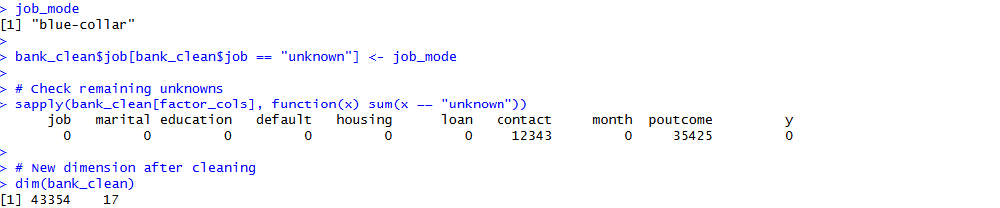 > job_mode
[1] "blue-collar"
>
> bank_clean$job[bank_clean$job == "unknown"] <- job_mode
>
> # Check remaining unknowns
> sapply(bank_clean[factor_cols], function(x) sum(x == "unknown"))
      job   marital education   default   housing      loan   contact     month  poutcome         y
        0         0         0         0         0         0     12343         0     35425         0
>
> # New dimension after cleaning
> dim(bank_clean)
[1] 43354    17